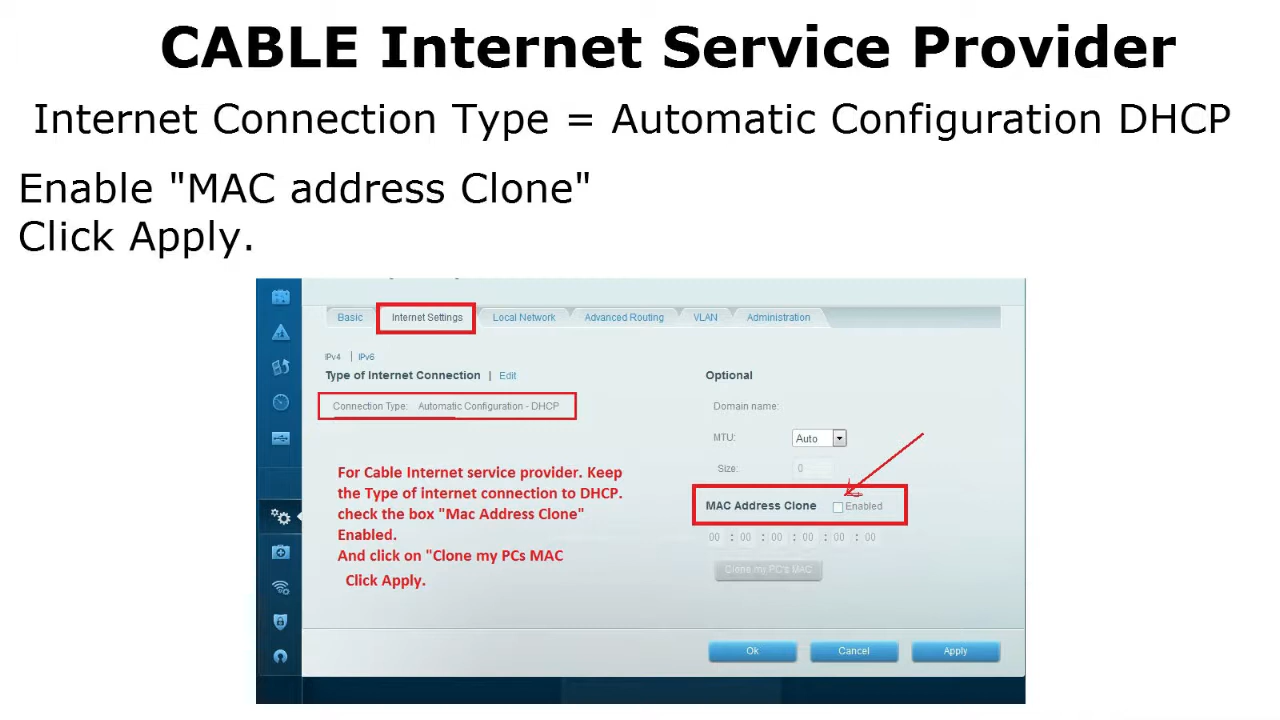 CABLE Internet Service Provider
Internet Connection Type = Automatic Configuration DHCP
Enable "MAC address Clone"
Click Apply.
Basic Internet Settings Local Network Advanced Routing VLAN Administration
IPv4 | IPv6
Type of Internet Connection | Edit
Connection Type: Automatic Configuration - DHCP
For Cable Internet service provider. Keep
the Type of internet connection to DHCP.
check the box "Mac Address Clone"
Enabled.
And click on "Clone my PCs MAC
Click Apply.
Optional
Domain name:
MTU: Auto
Size: 0
MAC Address Clone Enabled
00 : 00 : 00 : 00 : 00 : 00
Clone my PC's MAC
Ok Cancel Apply